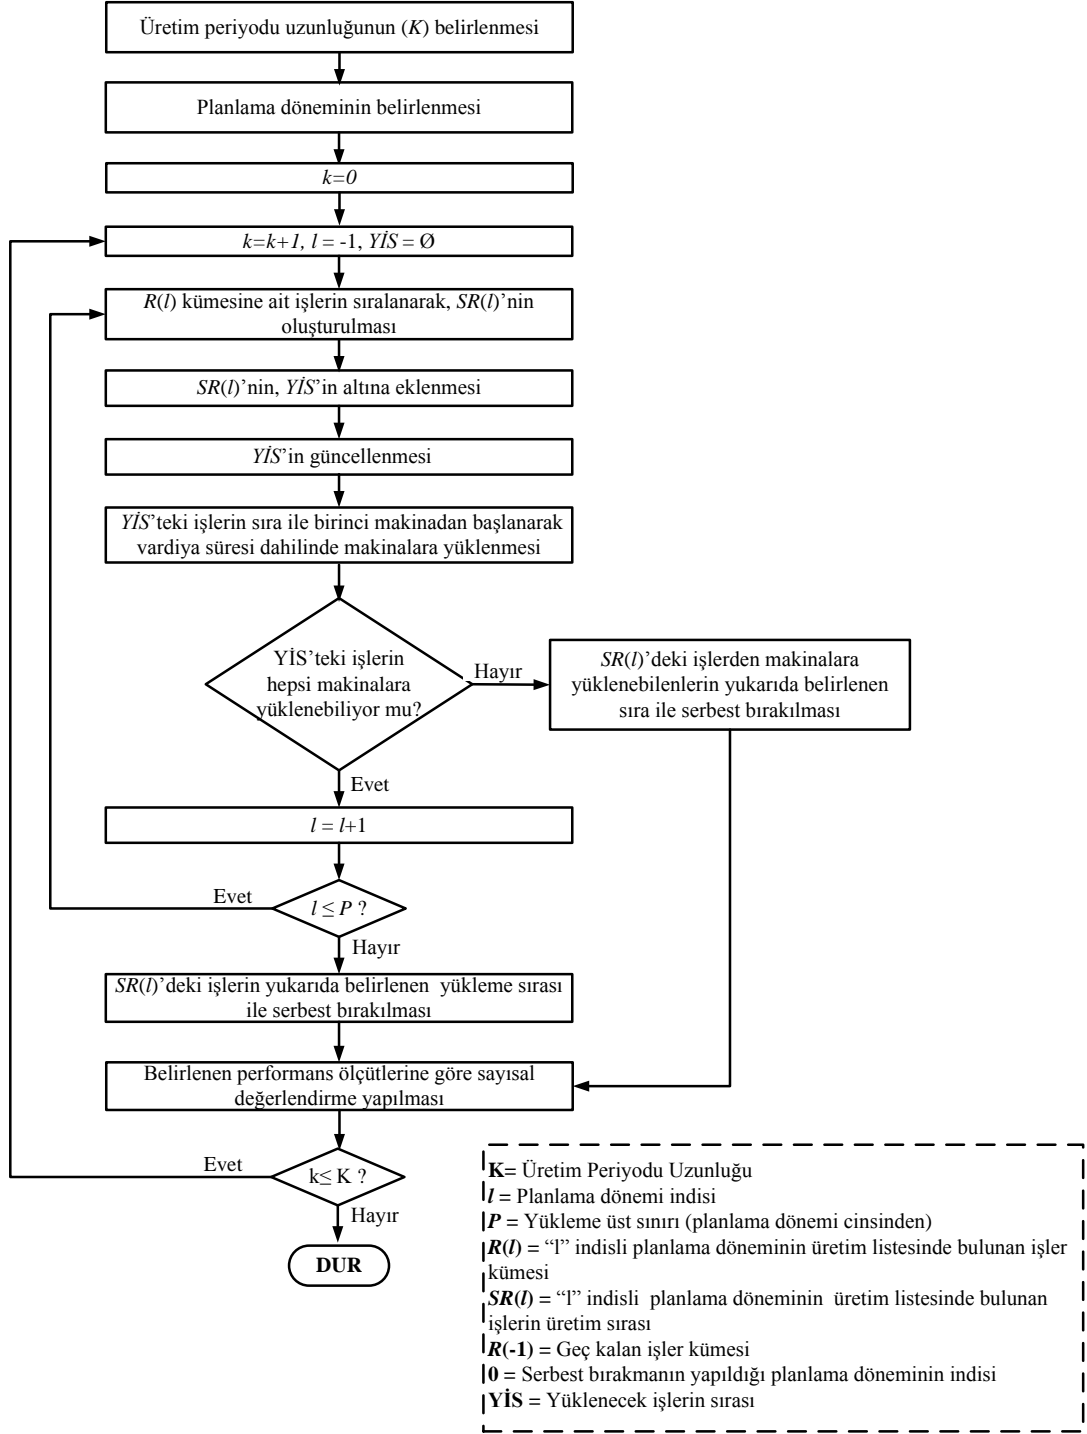 Üretim periyodu uzunluğunun (K) belirlenmesi
Planlama döneminin belirlenmesi
k=0
k=k+1, l = -1, YİS = Ø
R(l) kümesine ait işlerin sıralanarak, SR(l)’nin
oluşturulması
SR(l)’nin, YİS’in altına eklenmesi
YİS’in güncellenmesi
YİS’teki işlerin sıra ile birinci makinadan başlanarak
vardiya süresi dahilinde makinalara yüklenmesi
YİS’teki işlerin
hepsi makinalara
yüklenebiliyor mu?
Hayır
SR(l)’deki işlerden makinalara
yüklenebilenlerin yukarıda belirlenen
sıra ile serbest bırakılması
Evet
l = l+1
Evet
l ≤ P ?
Hayır
SR(l)’deki işlerin yukarıda belirlenen yükleme sırası
ile serbest bırakılması
Belirlenen performans ölçütlerine göre sayısal
değerlendirme yapılması
Evet
k≤ K ?
Hayır
DUR
K= Üretim Periyodu Uzunluğu
l = Planlama dönemi indisi
P = Yükleme üst sınırı (planlama dönemi cinsinden)
R(l) = “l” indisli planlama döneminin üretim listesinde bulunan işler
kümesi
SR(l) = “l” indisli planlama döneminin üretim listesinde bulunan
işlerin üretim sırası
R(-1) = Geç kalan işler kümesi
0 = Serbest bırakmanın yapıldığı planlama döneminin indisi
YİS = Yüklenecek işlerin sırası